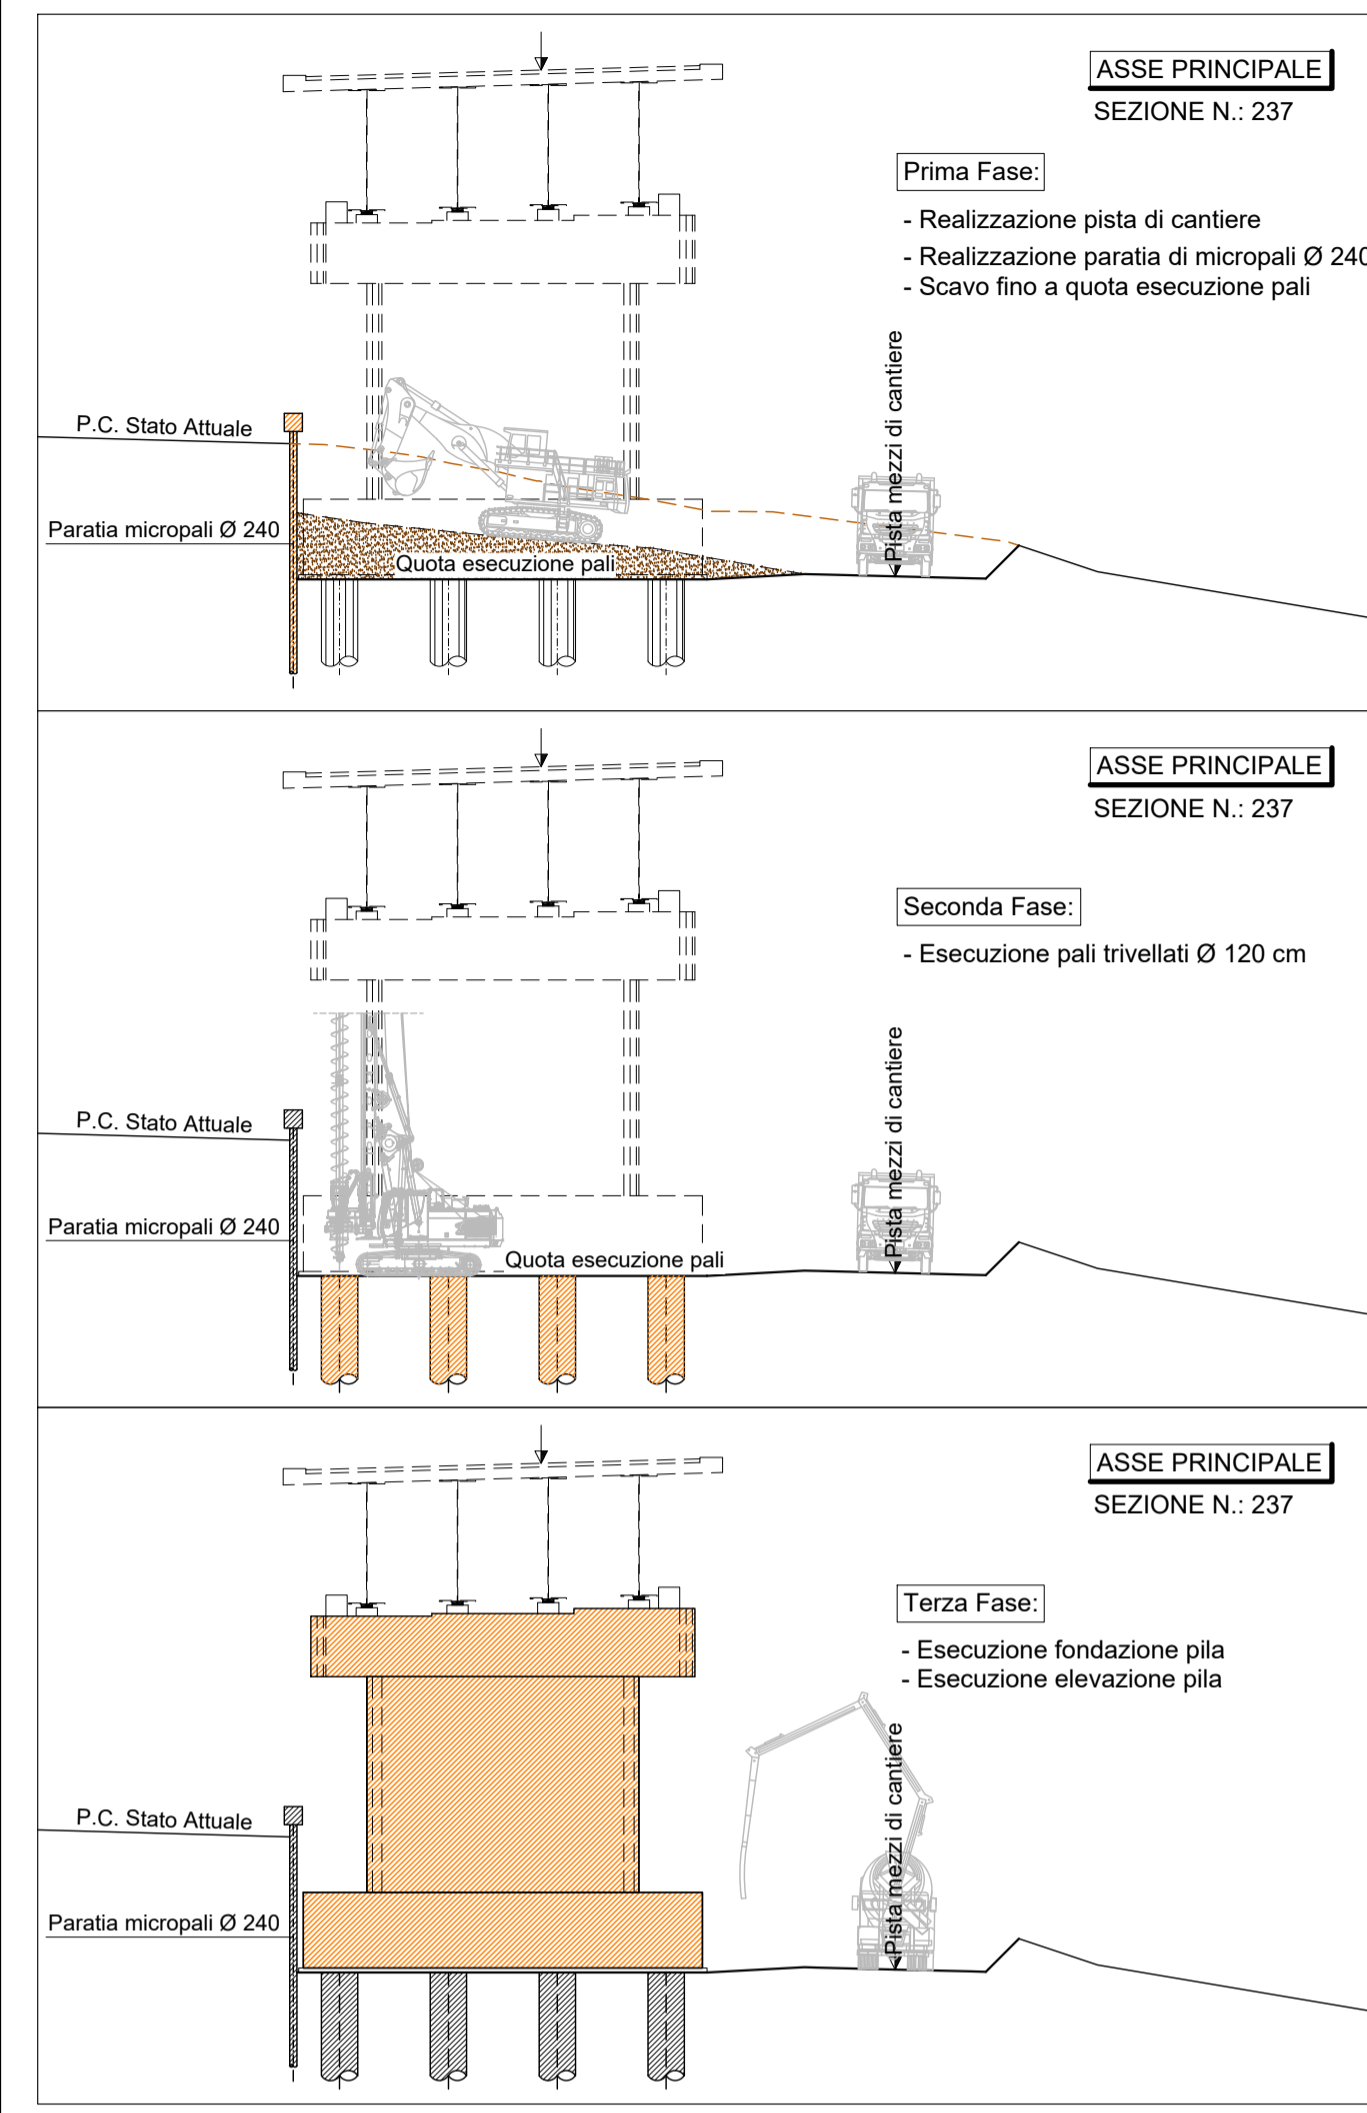 ASSE PRINCIPALE
SEZIONE N.: 237
Prima Fase:
- Realizzazione pista di cantiere
- Realizzazione paratia di micropali Ø 240
- Scavo fino a quota esecuzione pali
Pista mezzi di cantiere
P.C. Stato Attuale
Paratia micropali Ø 240
Quota esecuzione pali
ASSE PRINCIPALE
SEZIONE N.: 237
Seconda Fase:
- Esecuzione pali trivellati Ø 120 cm
Pista mezzi di cantiere
P.C. Stato Attuale
Paratia micropali Ø 240
Quota esecuzione pali
ASSE PRINCIPALE
SEZIONE N.: 237
Terza Fase:
- Esecuzione fondazione pila
- Esecuzione elevazione pila
Pista mezzi di cantiere
P.C. Stato Attuale
Paratia micropali Ø 240